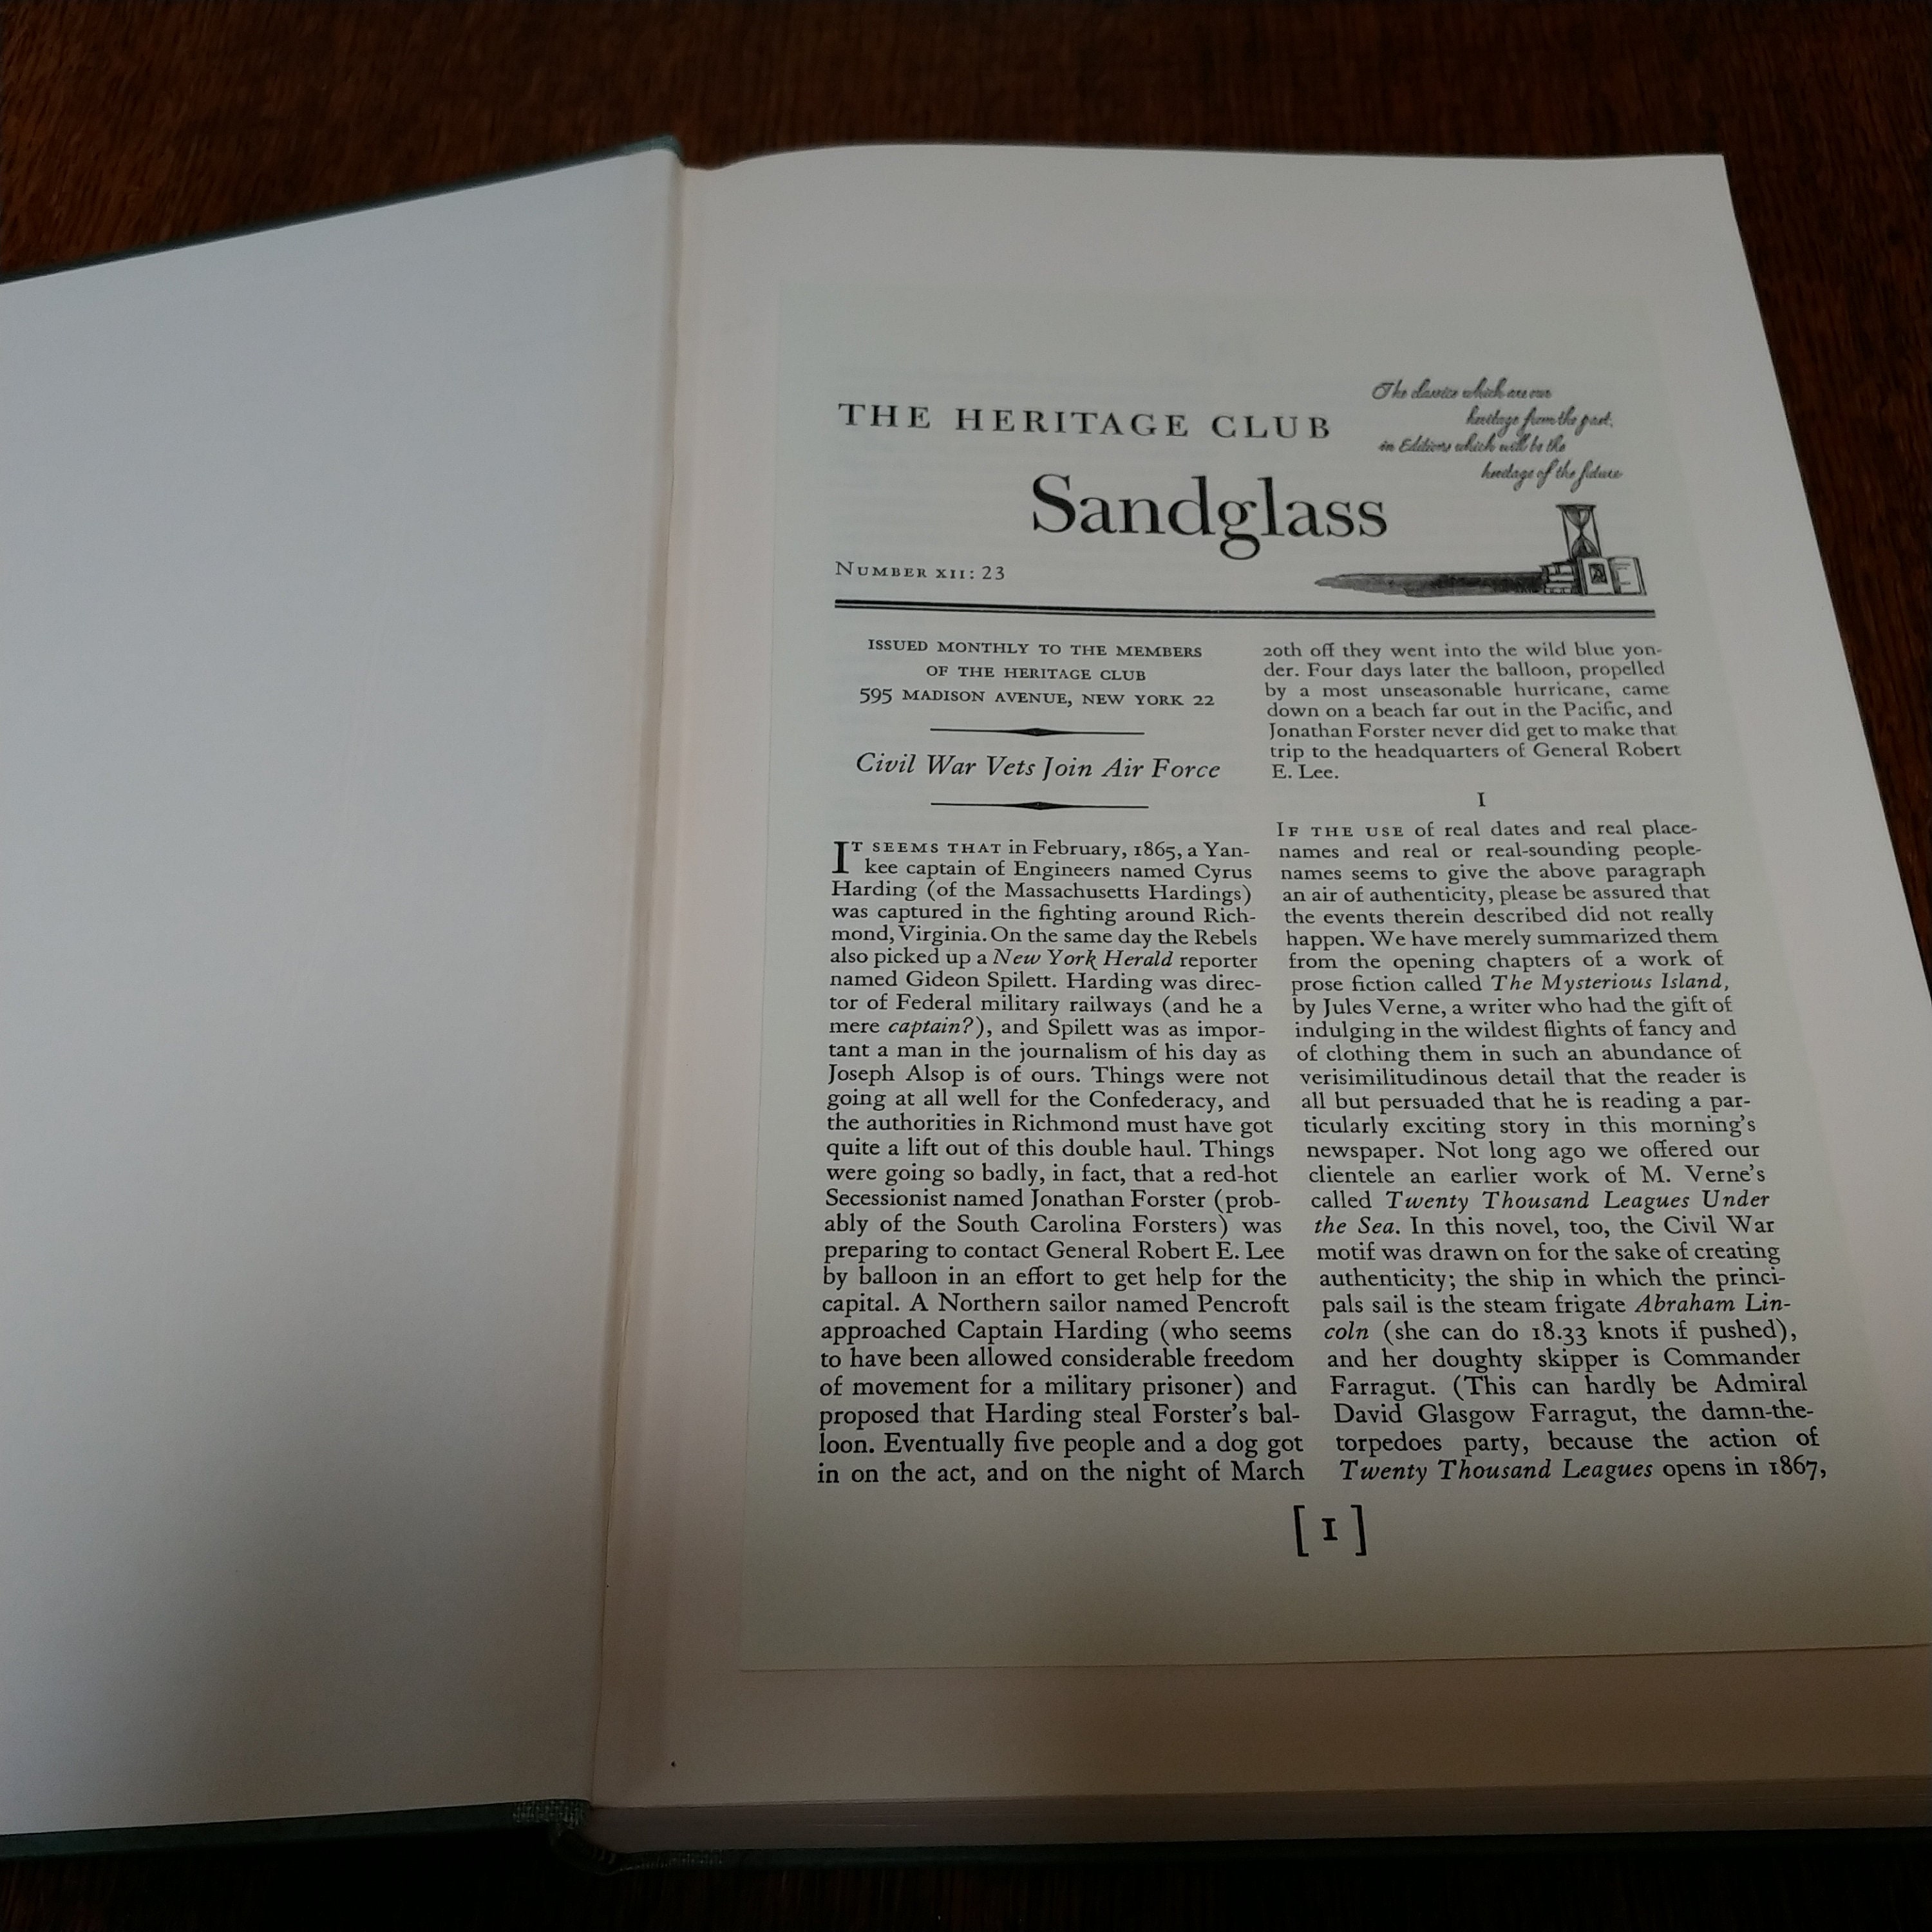 THE HERITAGE CLUB
The classics which are our
heritage from the past,
in Editions which will be the
heritage of the future
Sandglass
NUMBER XII: 23
ISSUED MONTHLY TO THE MEMBERS
OF THE HERITAGE CLUB
595 MADISON AVENUE, NEW YORK 22
Civil War Vets Join Air Force
IT SEEMS THAT in February, 1865, a Yan-
kee captain of Engineers named Cyrus
Harding (of the Massachusetts Hardings)
was captured in the fighting around Rich-
mond, Virginia. On the same day the Rebels
also picked up a New York Herald reporter
named Gideon Spilett. Harding was direc-
tor of Federal military railways (and he a
mere captain?), and Spilett was as impor-
tant a man in the journalism of his day as
Joseph Alsop is of ours. Things were not
going at all well for the Confederacy, and
the authorities in Richmond must have got
quite a lift out of this double haul. Things
were going so badly, in fact, that a red-hot
Secessionist named Jonathan Forster (prob-
ably of the South Carolina Forsters) was
preparing to contact General Robert E. Lee
by balloon in an effort to get help for the
capital. A Northern sailor named Pencroft
approached Captain Harding (who seems
to have been allowed considerable freedom
of movement for a military prisoner) and
proposed that Harding steal Forster's bal-
loon. Eventually five people and a dog got
in on the act, and on the night of March
20th off they went into the wild blue yon-
der. Four days later the balloon, propelled
by a most unseasonable hurricane, came
down on a beach far out in the Pacific, and
Jonathan Forster never did get to make that
trip to the headquarters of General Robert
E. Lee.
I
IF THE USE of real dates and real place-
names and real or real-sounding people-
names seems to give the above paragraph
an air of authenticity, please be assured that
the events therein described did not really
happen. We have merely summarized them
from the opening chapters of a work of
prose fiction called The Mysterious Island,
by Jules Verne, a writer who had the gift of
indulging in the wildest flights of fancy and
of clothing them in such an abundance of
verisimilitudinous detail that the reader is
all but persuaded that he is reading a par-
ticularly exciting story in this morning's
newspaper. Not long ago we offered our
clientele an earlier work of M. Verne's
called Twenty Thousand Leagues Under
the Sea. In this novel, too, the Civil War
motif was drawn on for the sake of creating
authenticity; the ship in which the princi-
pals sail is the steam frigate Abraham Lin-
coln (she can do 18.33 knots if pushed),
and her doughty skipper is Commander
Farragut. (This can hardly be Admiral
David Glasgow Farragut, the damn-the-
torpedoes party, because the action of
Twenty Thousand Leagues opens in 1867,
[1]